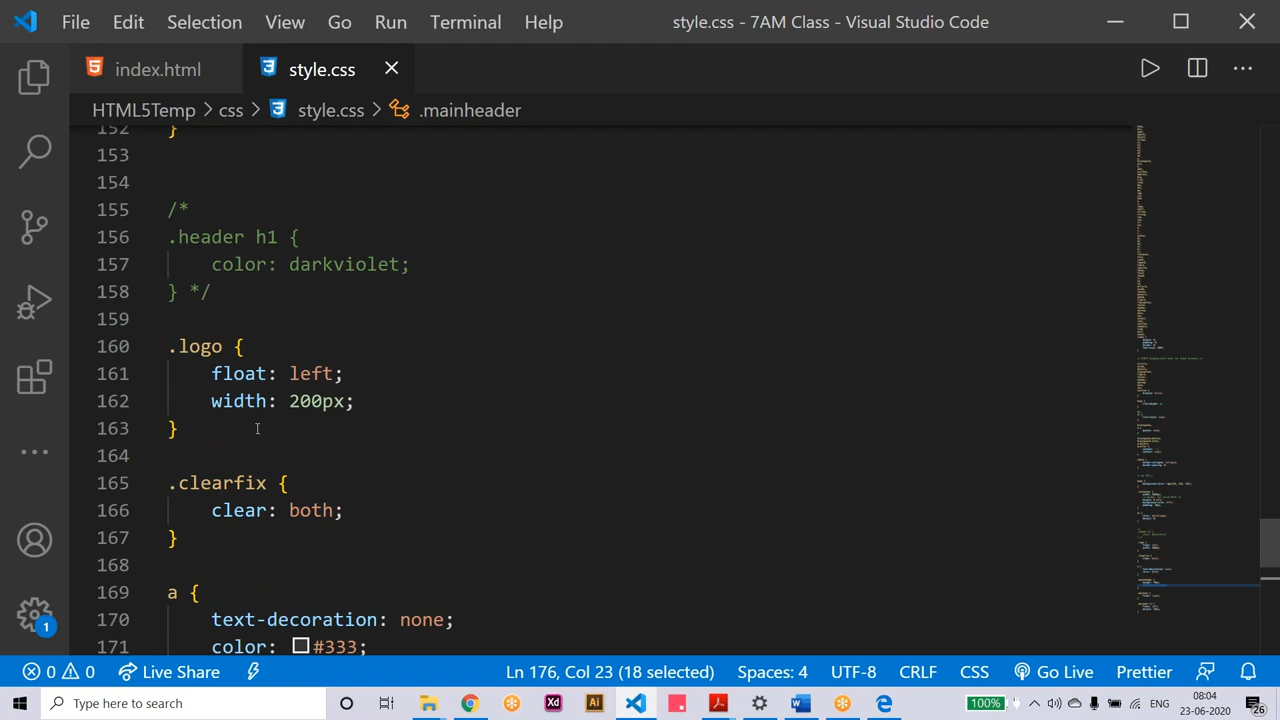 File Edit Selection View Go Run Terminal Help style.css - 7AM Class - Visual Studio Code
index.html style.css
HTML5Temp > css > style.css > .mainheader
152 }
153
154
155 /*
156 .header h1 {
157 color: darkviolet;
158 } */
159
160 .logo {
161 float: left;
162 width: 200px;
163 }
164
165 .clearfix {
166 clear: both;
167 }
168
169 a {
170 text-decoration: none;
171 color: #333;
1
0 0 Live Share Ln 176, Col 23 (18 selected) Spaces: 4 UTF-8 CRLF CSS Go Live Prettier
Type here to search Xd Ai 100% ENG 08:04
23-06-2020 26